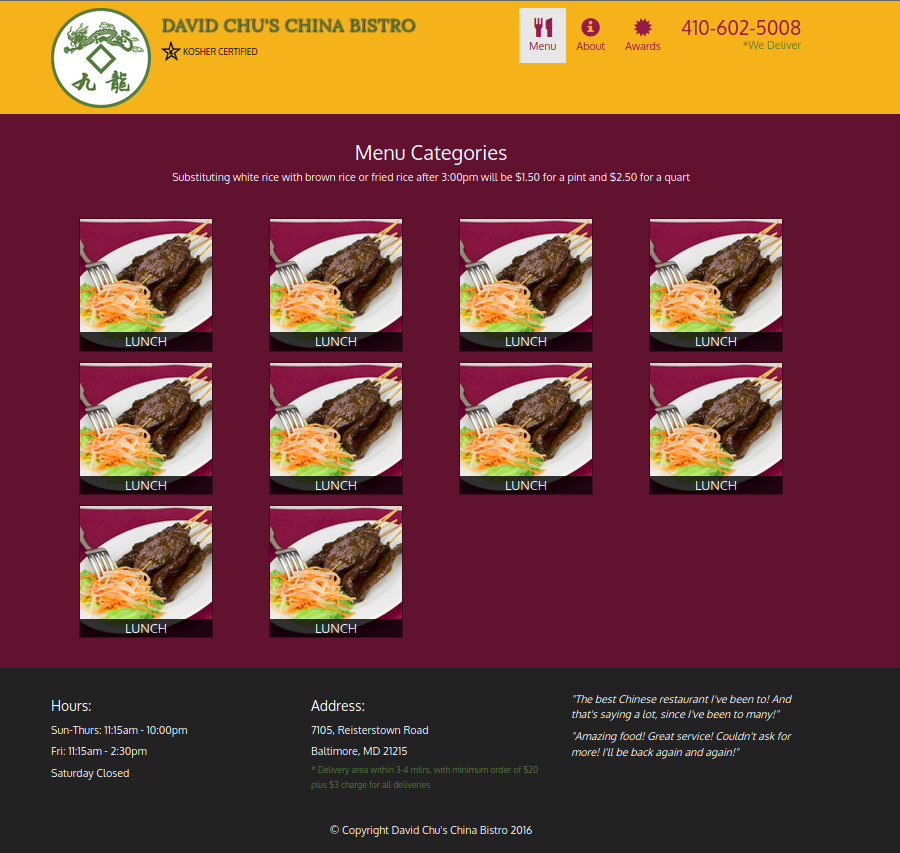 DAVID CHU'S CHINA BISTRO
KOSHER CERTIFIED
九龍
Menu
About
Awards
410-602-5008
*We Deliver
Menu Categories
Substituting white rice with brown rice or fried rice after 3:00pm will be $1.50 for a pint and $2.50 for a quart
LUNCH
LUNCH
LUNCH
LUNCH
LUNCH
LUNCH
LUNCH
LUNCH
LUNCH
LUNCH
Hours:
Sun-Thurs: 11:15am - 10:00pm
Fri: 11:15am - 2:30pm
Saturday Closed
Address:
7105, Reisterstown Road
Baltimore, MD 21215
* Delivery area within 3-4 milrs, with minimum order of $20
plus $3 charge for all deliveries
"The best Chinese restaurant I've been to! And
that's saying a lot, since I've been to many!"
"Amazing food! Great service! Couldn't ask for
more! I'll be back again and again!"
© Copyright David Chu's China Bistro 2016